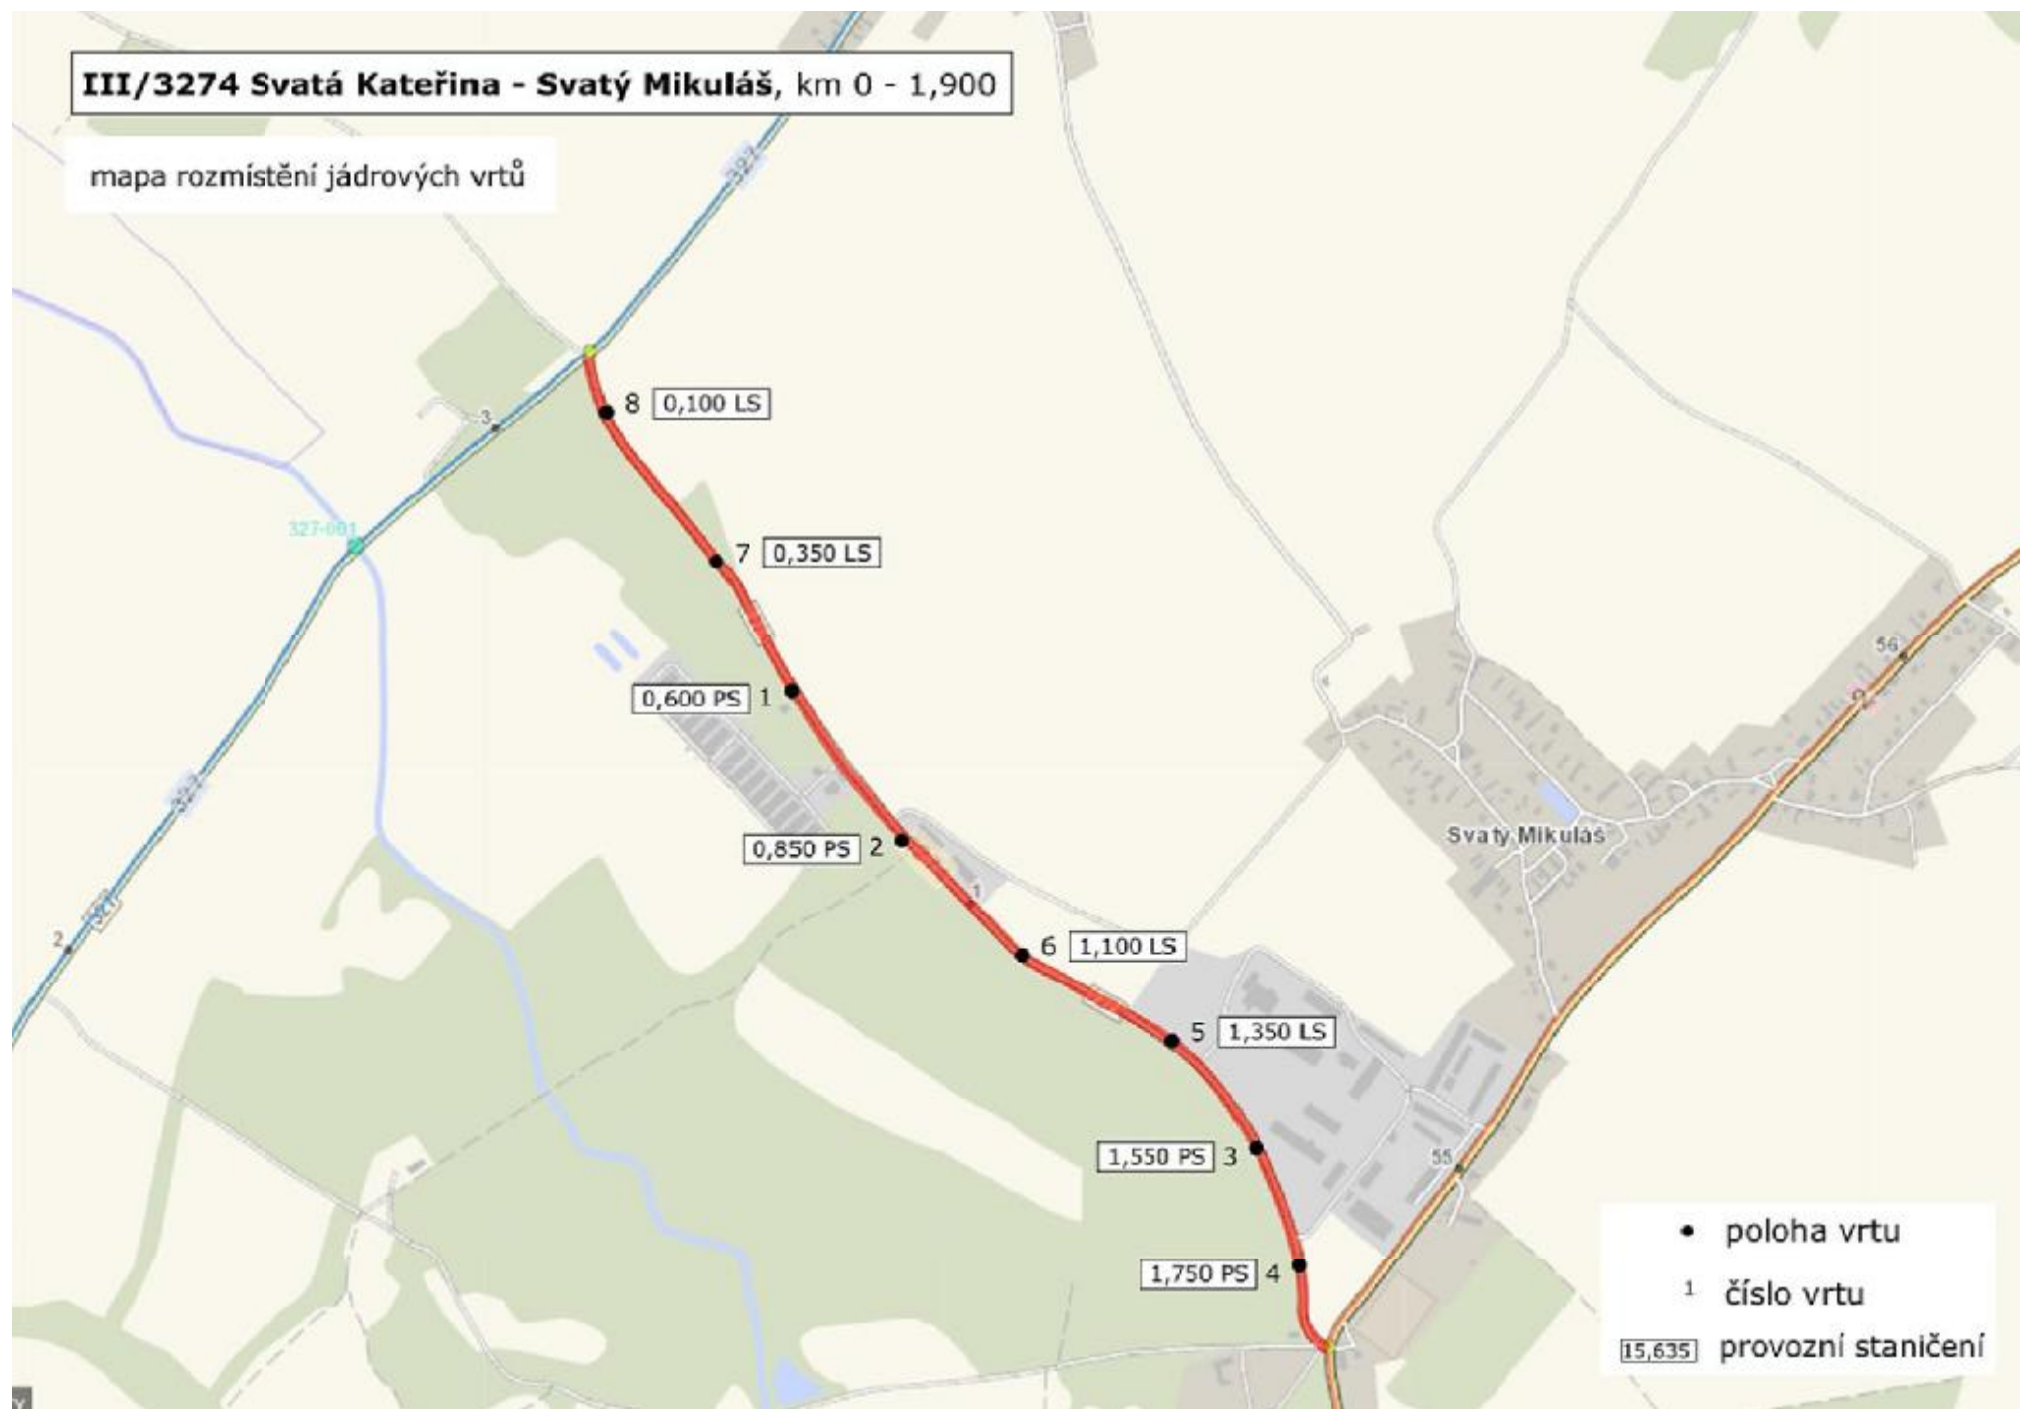 III/3274 Svatá Kateřina - Svatý Mikuláš, km 0 - 1,900
mapa rozmístění jádrových vrtů
327
8 0,100 LS
3
327-001
7 0,350 LS
56
2
0,600 PS 1
327
Svatý Mikuláš
0,850 PS 2
1
327
2
6 1,100 LS
5 1,350 LS
1,550 PS 3
55
1,750 PS 4
poloha vrtu
1 číslo vrtu
15,635 provozní staničení